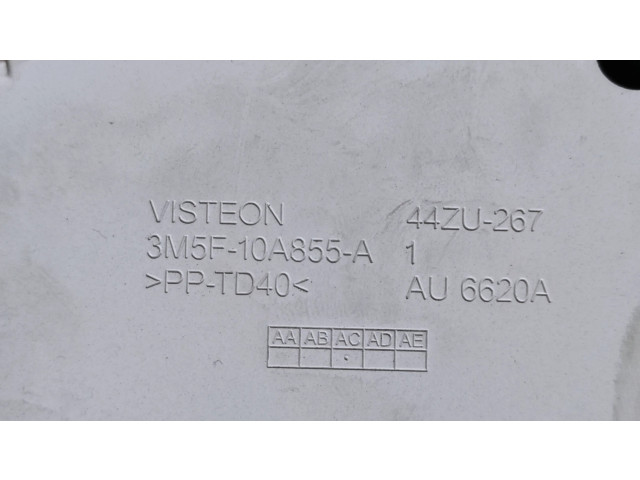 VISTEON 44ZU-267
3M5F-10A855-A 1
>PP-TD40< AU 6620A
AA AB AC AD AE